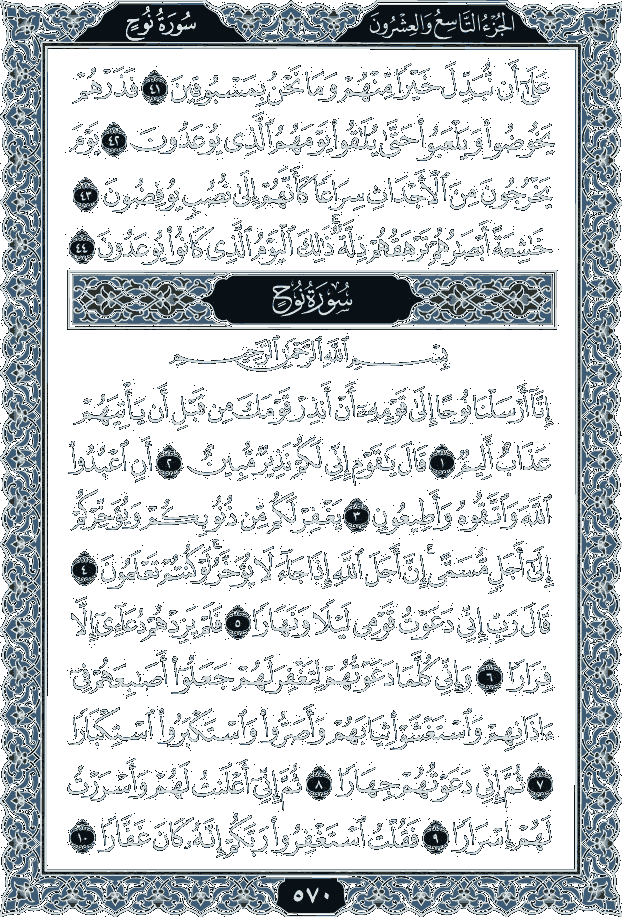 الجزء التاسع والعشرون
سورة نوح
عَلَىٰٓ أَن نُّبَدِّلَ خَيْرًا مِّنْهُمْ وَمَا نَحْنُ بِمَسْبُوقِينَ ٤١ فَذَرْهُمْ
يَخُوضُوا۟ وَيَلْعَبُوا۟ حَتَّىٰ يُلَٰقُوا۟ يَوْمَهُمُ ٱلَّذِى يُوعَدُونَ ٤٢ يَوْمَ
يَخْرُجُونَ مِنَ ٱلْأَجْدَاثِ سِرَاعًا كَأَنَّهُمْ إِلَىٰ نُصُبٍ يُوفِضُونَ ٤٣
خَٰشِعَةً أَبْصَٰرُهُمْ تَرْهَقُهُمْ ذِلَّةٌ ۚ ذَٰلِكَ ٱلْيَوْمُ ٱلَّذِى كَانُوا۟ يُوعَدُونَ ٤٤
سورة نوح
بِسْمِ ٱللَّهِ ٱلرَّحْمَٰنِ ٱلرَّحِيمِ
إِنَّآ أَرْسَلْنَا نُوحًا إِلَىٰ قَوْمِهِۦٓ أَنْ أَنذِرْ قَوْمَكَ مِن قَبْلِ أَن يَأْتِيَهُمْ
عَذَابٌ أَلِيمٌ ١ قَالَ يَٰقَوْمِ إِنِّى لَكُمْ نَذِيرٌ مُّبِينٌ ٢ أَنِ ٱعْبُدُوا۟
ٱللَّهَ وَٱتَّقُوهُ وَأَطِيعُونِ ٣ يَغْفِرْ لَكُم مِّن ذُنُوبِكُمْ وَيُؤَخِّرْكُمْ
إِلَىٰٓ أَجَلٍ مُّسَمًّى ۚ إِنَّ أَجَلَ ٱللَّهِ إِذَا جَآءَ لَا يُؤَخَّرُ ۖ لَوْ كُنتُمْ تَعْلَمُونَ ٤
قَالَ رَبِّ إِنِّى دَعَوْتُ قَوْمِى لَيْلًا وَنَهَارًا ٥ فَلَمْ يَزِدْهُمْ دُعَآءِىٓ إِلَّا
فِرَارًا ٦ وَإِنِّى كُلَّمَا دَعَوْتُهُمْ لِتَغْفِرَ لَهُمْ جَعَلُوٓا۟ أَصَٰبِعَهُمْ فِىٓ
ءَاذَانِهِمْ وَٱسْتَغْشَوْا۟ ثِيَابَهُمْ وَأَصَرُّوا۟ وَٱسْتَكْبَرُوا۟ ٱسْتِكْبَارًا
٧ ثُمَّ إِنِّى دَعَوْتُهُمْ جِهَارًا ٨ ثُمَّ إِنِّىٓ أَعْلَنتُ لَهُمْ وَأَسْرَرْتُ
لَهُمْ إِسْرَارًا ٩ فَقُلْتُ ٱسْتَغْفِرُوا۟ رَبَّكُمْ إِنَّهُۥ كَانَ غَفَّارًا ١٠
٥٧٠